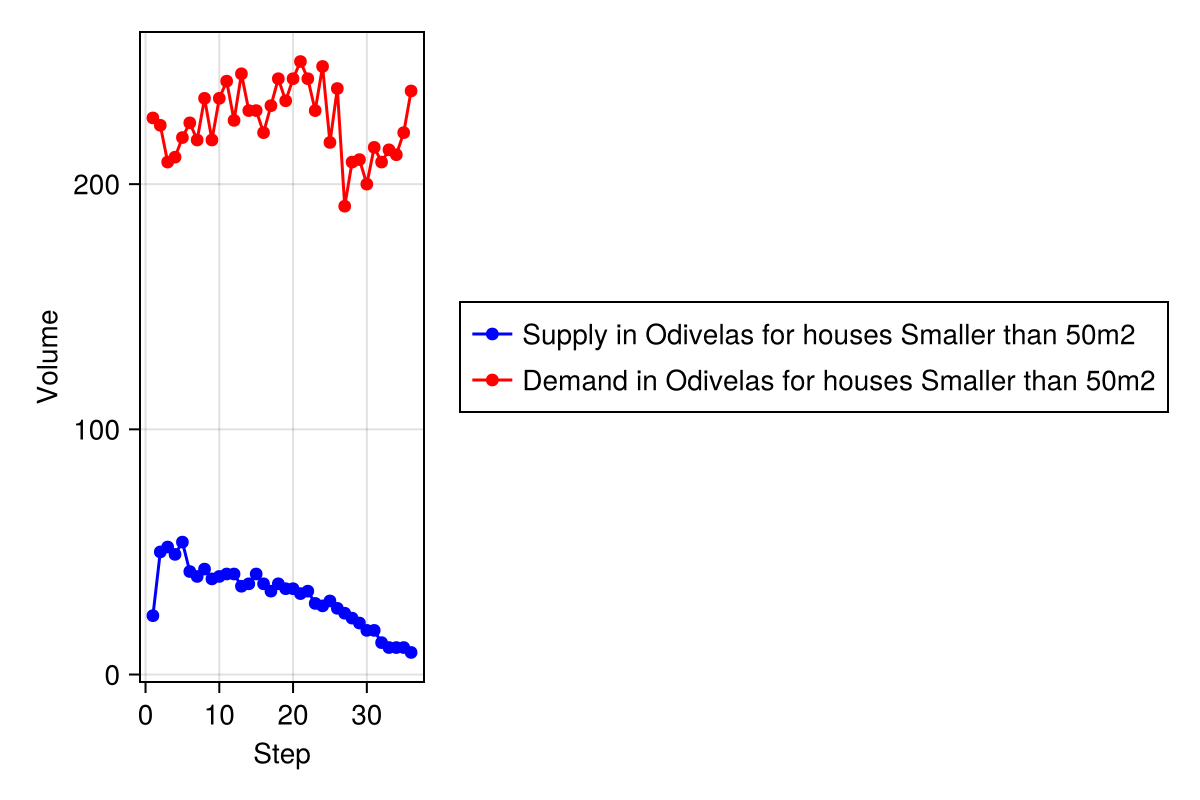 Volume
200
100
0
0 10 20 30
Step
Supply in Odivelas for houses Smaller than 50m2
Demand in Odivelas for houses Smaller than 50m2